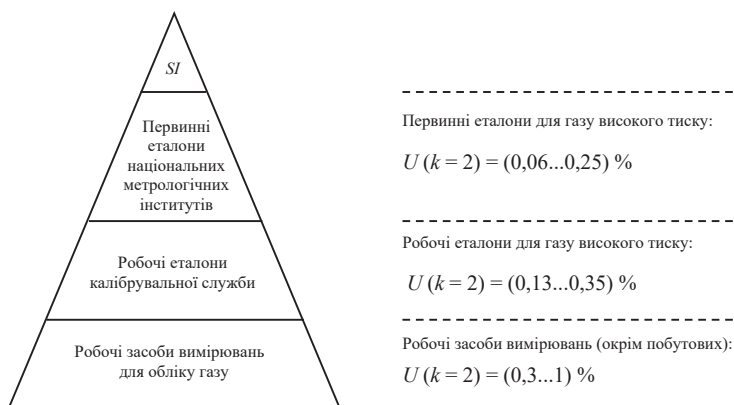 SI
Первинні
еталони
національних
метрологічних
інститутів
Первинні еталони для газу високого тиску:
U (k = 2) = (0,06...0,25) %
Робочі еталони
калібрувальної служби
Робочі еталони для газу високого тиску:
U (k = 2) = (0,13...0,35) %
Робочі засоби вимірювань
для обліку газу
Робочі засоби вимірювань (окрім побутових):
U (k = 2) = (0,3...1) %